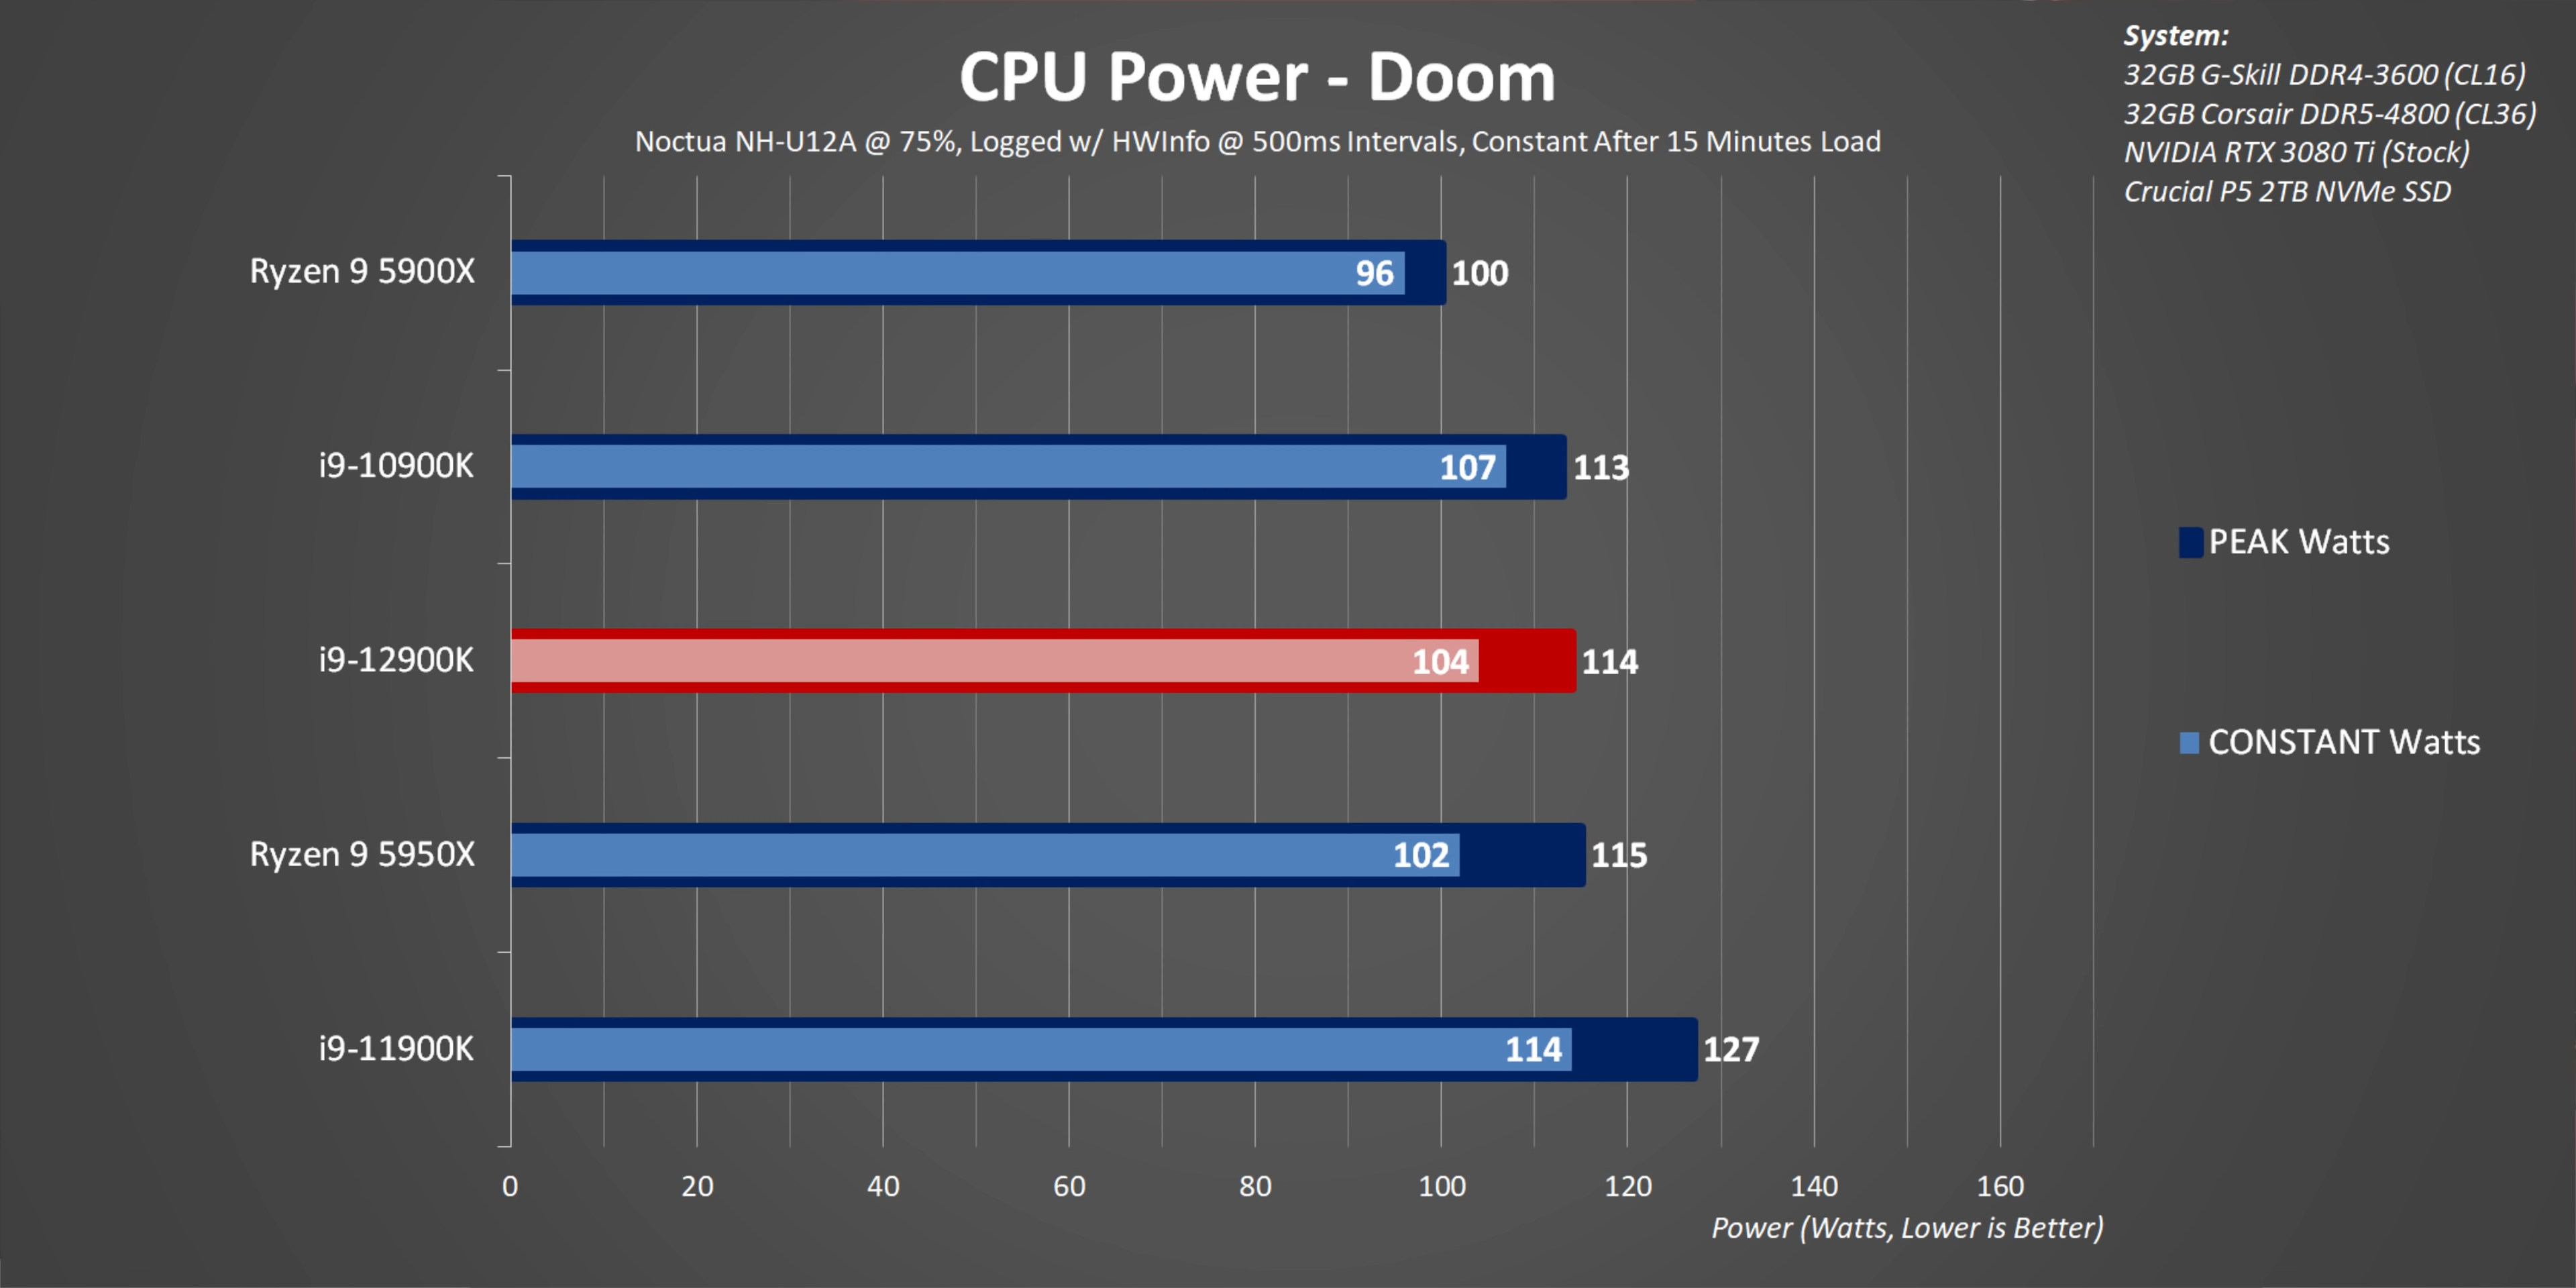 CPU Power - Doom
Noctua NH-U12A @ 75%, Logged w/ HWInfo @ 500ms Intervals, Constant After 15 Minutes Load
System:
32GB G-Skill DDR4-3600 (CL16)
32GB Corsair DDR5-4800 (CL36)
NVIDIA RTX 3080 Ti (Stock)
Crucial P5 2TB NVMe SSD
Ryzen 9 5900X 96 100
i9-10900K 107 113
i9-12900K 104 114
Ryzen 9 5950X 102 115
i9-11900K 114 127
PEAK Watts
CONSTANT Watts
0 20 40 60 80 100 120 140 160
Power (Watts, Lower is Better)